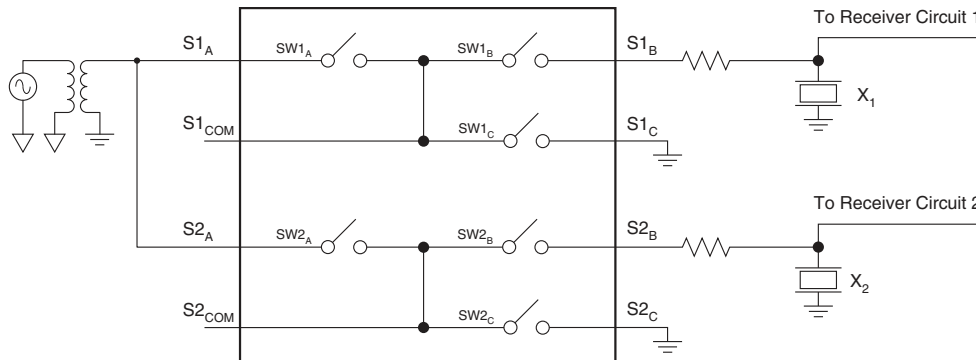 To Receiver Circuit 1
S1A SW1A SW1B S1B
X1
S1COM SW1C S1C
To Receiver Circuit 2
S2A SW2A SW2B S2B
X2
S2COM SW2C S2C